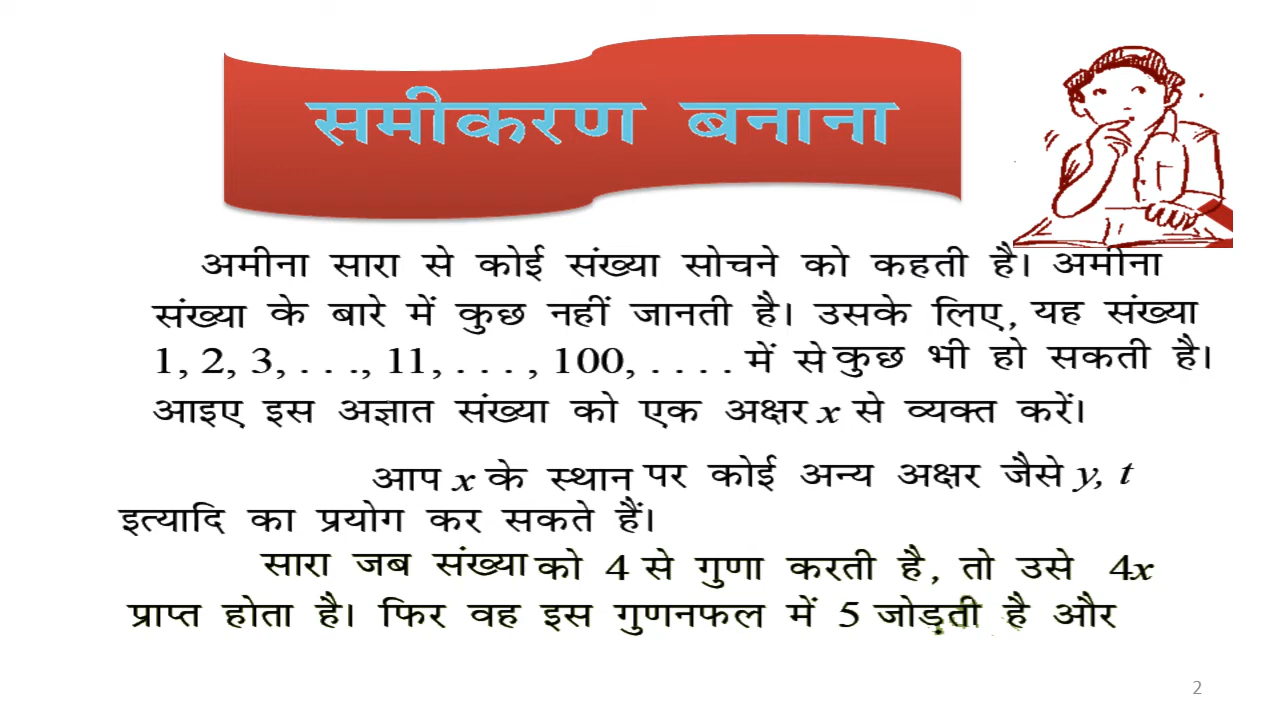 समीकरण बनाना
अमीना सारा से कोई संख्या सोचने को कहती है। अमीना
संख्या के बारे में कुछ नहीं जानती है। उसके लिए, यह संख्या
1, 2, 3, . . ., 11, . . . , 100, . . . . में से कुछ भी हो सकती है।
आइए इस अज्ञात संख्या को एक अक्षर x से व्यक्त करें।
आप x के स्थान पर कोई अन्य अक्षर जैसे y, t
इत्यादि का प्रयोग कर सकते हैं।
सारा जब संख्या को 4 से गुणा करती है, तो उसे 4x
प्राप्त होता है। फिर वह इस गुणनफल में 5 जोड़ती है और
2